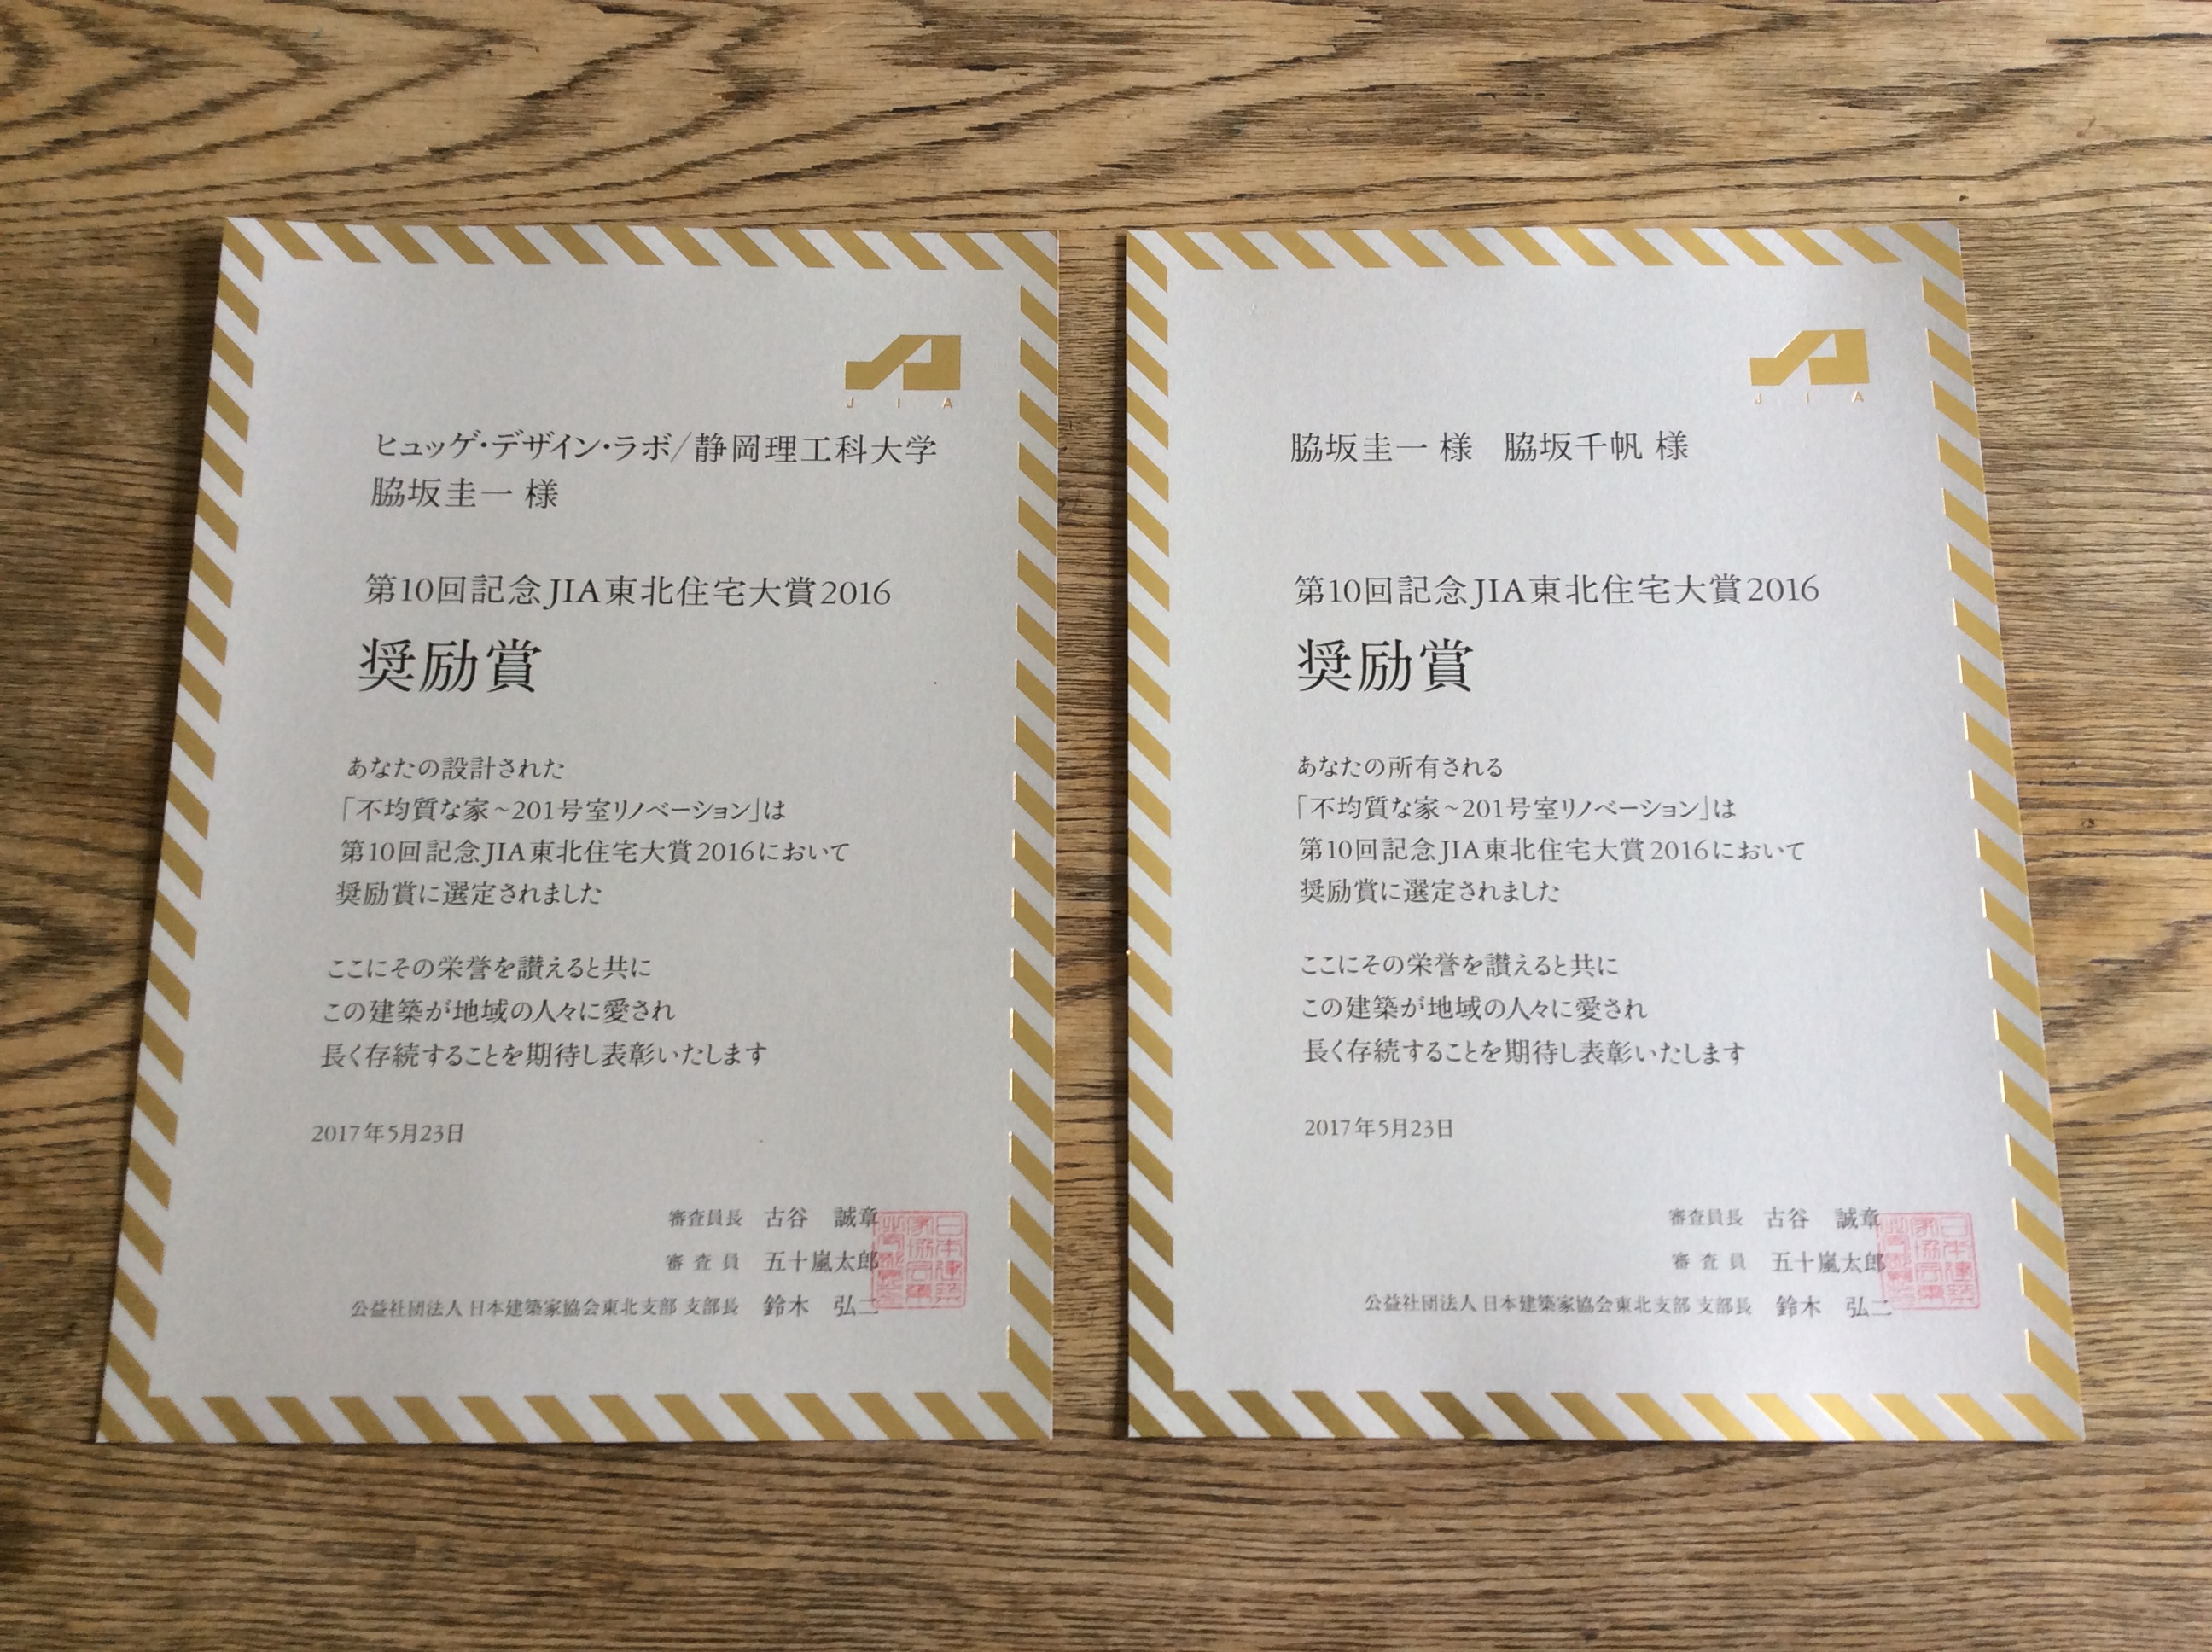 JIA
ヒュッゲ・デザイン・ラボ/静岡理工科大学
脇坂圭一 様
第10回記念JIA東北住宅大賞2016
奨励賞
あなたの設計された
「不均質な家~201号室リノベーション」は
第10回記念JIA東北住宅大賞2016において
奨励賞に選定されました
ここにその栄誉を讃えると共に
この建築が地域の人々に愛され
長く存続することを期待し表彰いたします
2017年5月23日
審査員長 古谷 誠章
審査員 五十嵐太郎
公益社団法人 日本建築家協会東北支部 支部長 鈴木 弘二
JIA
脇坂圭一 様 脇坂千帆 様
第10回記念JIA東北住宅大賞2016
奨励賞
あなたの所有される
「不均質な家~201号室リノベーション」は
第10回記念JIA東北住宅大賞2016において
奨励賞に選定されました
ここにその栄誉を讃えると共に
この建築が地域の人々に愛され
長く存続することを期待し表彰いたします
2017年5月23日
審査員長 古谷 誠章
審査員 五十嵐太郎
公益社団法人 日本建築家協会東北支部 支部長 鈴木 弘二